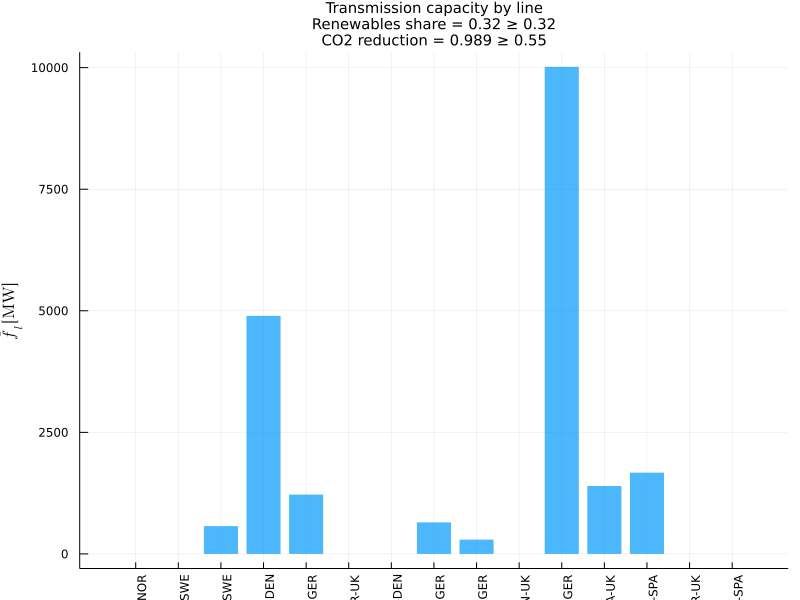 Transmission capacity by line
Renewables share = 0.32 ≥ 0.32
CO2 reduction = 0.989 ≥ 0.55
10000
7500
5000
2500
0
f̄_l [MW]
NOR
SWE
SWE
DEN
GER
R-UK
DEN
GER
GER
N-UK
GER
A-UK
-SPA
R-UK
-SPA